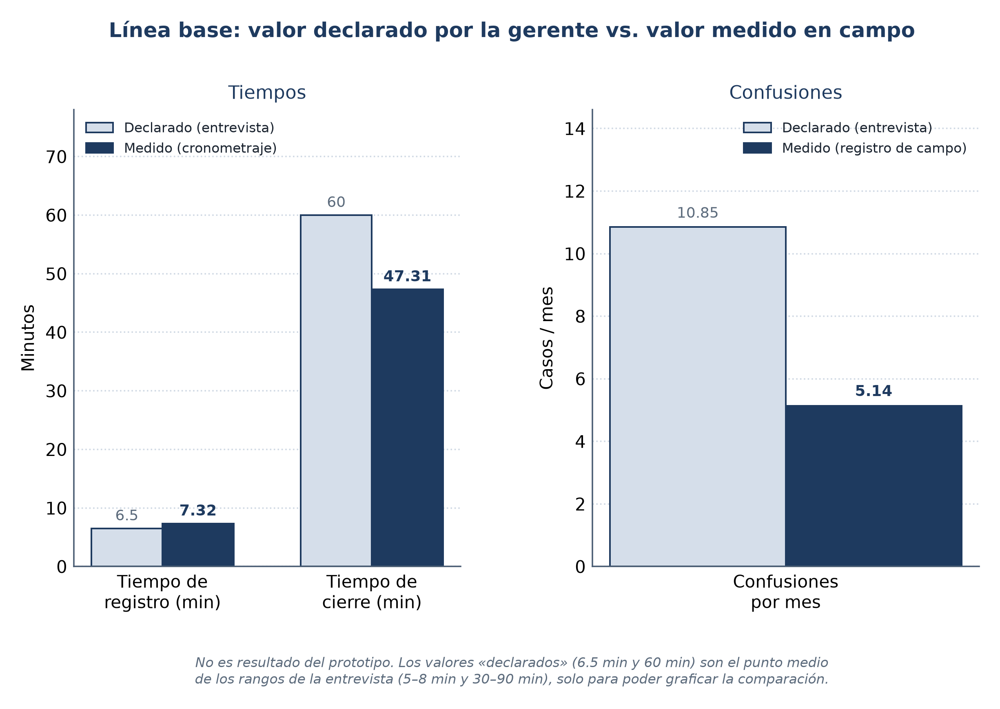 Línea base: valor declarado por la gerente vs. valor medido en campo
Tiempos
Declarado (entrevista)
Medido (cronometraje)
Minutos
70
60
50
40
30
20
10
0
6.5
7.32
60
47.31
Tiempo de
registro (min)
Tiempo de
cierre (min)
Confusiones
Declarado (entrevista)
Medido (registro de campo)
Casos / mes
14
12
10
8
6
4
2
0
10.85
5.14
Confusiones
por mes
No es resultado del prototipo. Los valores «declarados» (6.5 min y 60 min) son el punto medio
de los rangos de la entrevista (5–8 min y 30–90 min), solo para poder graficar la comparación.